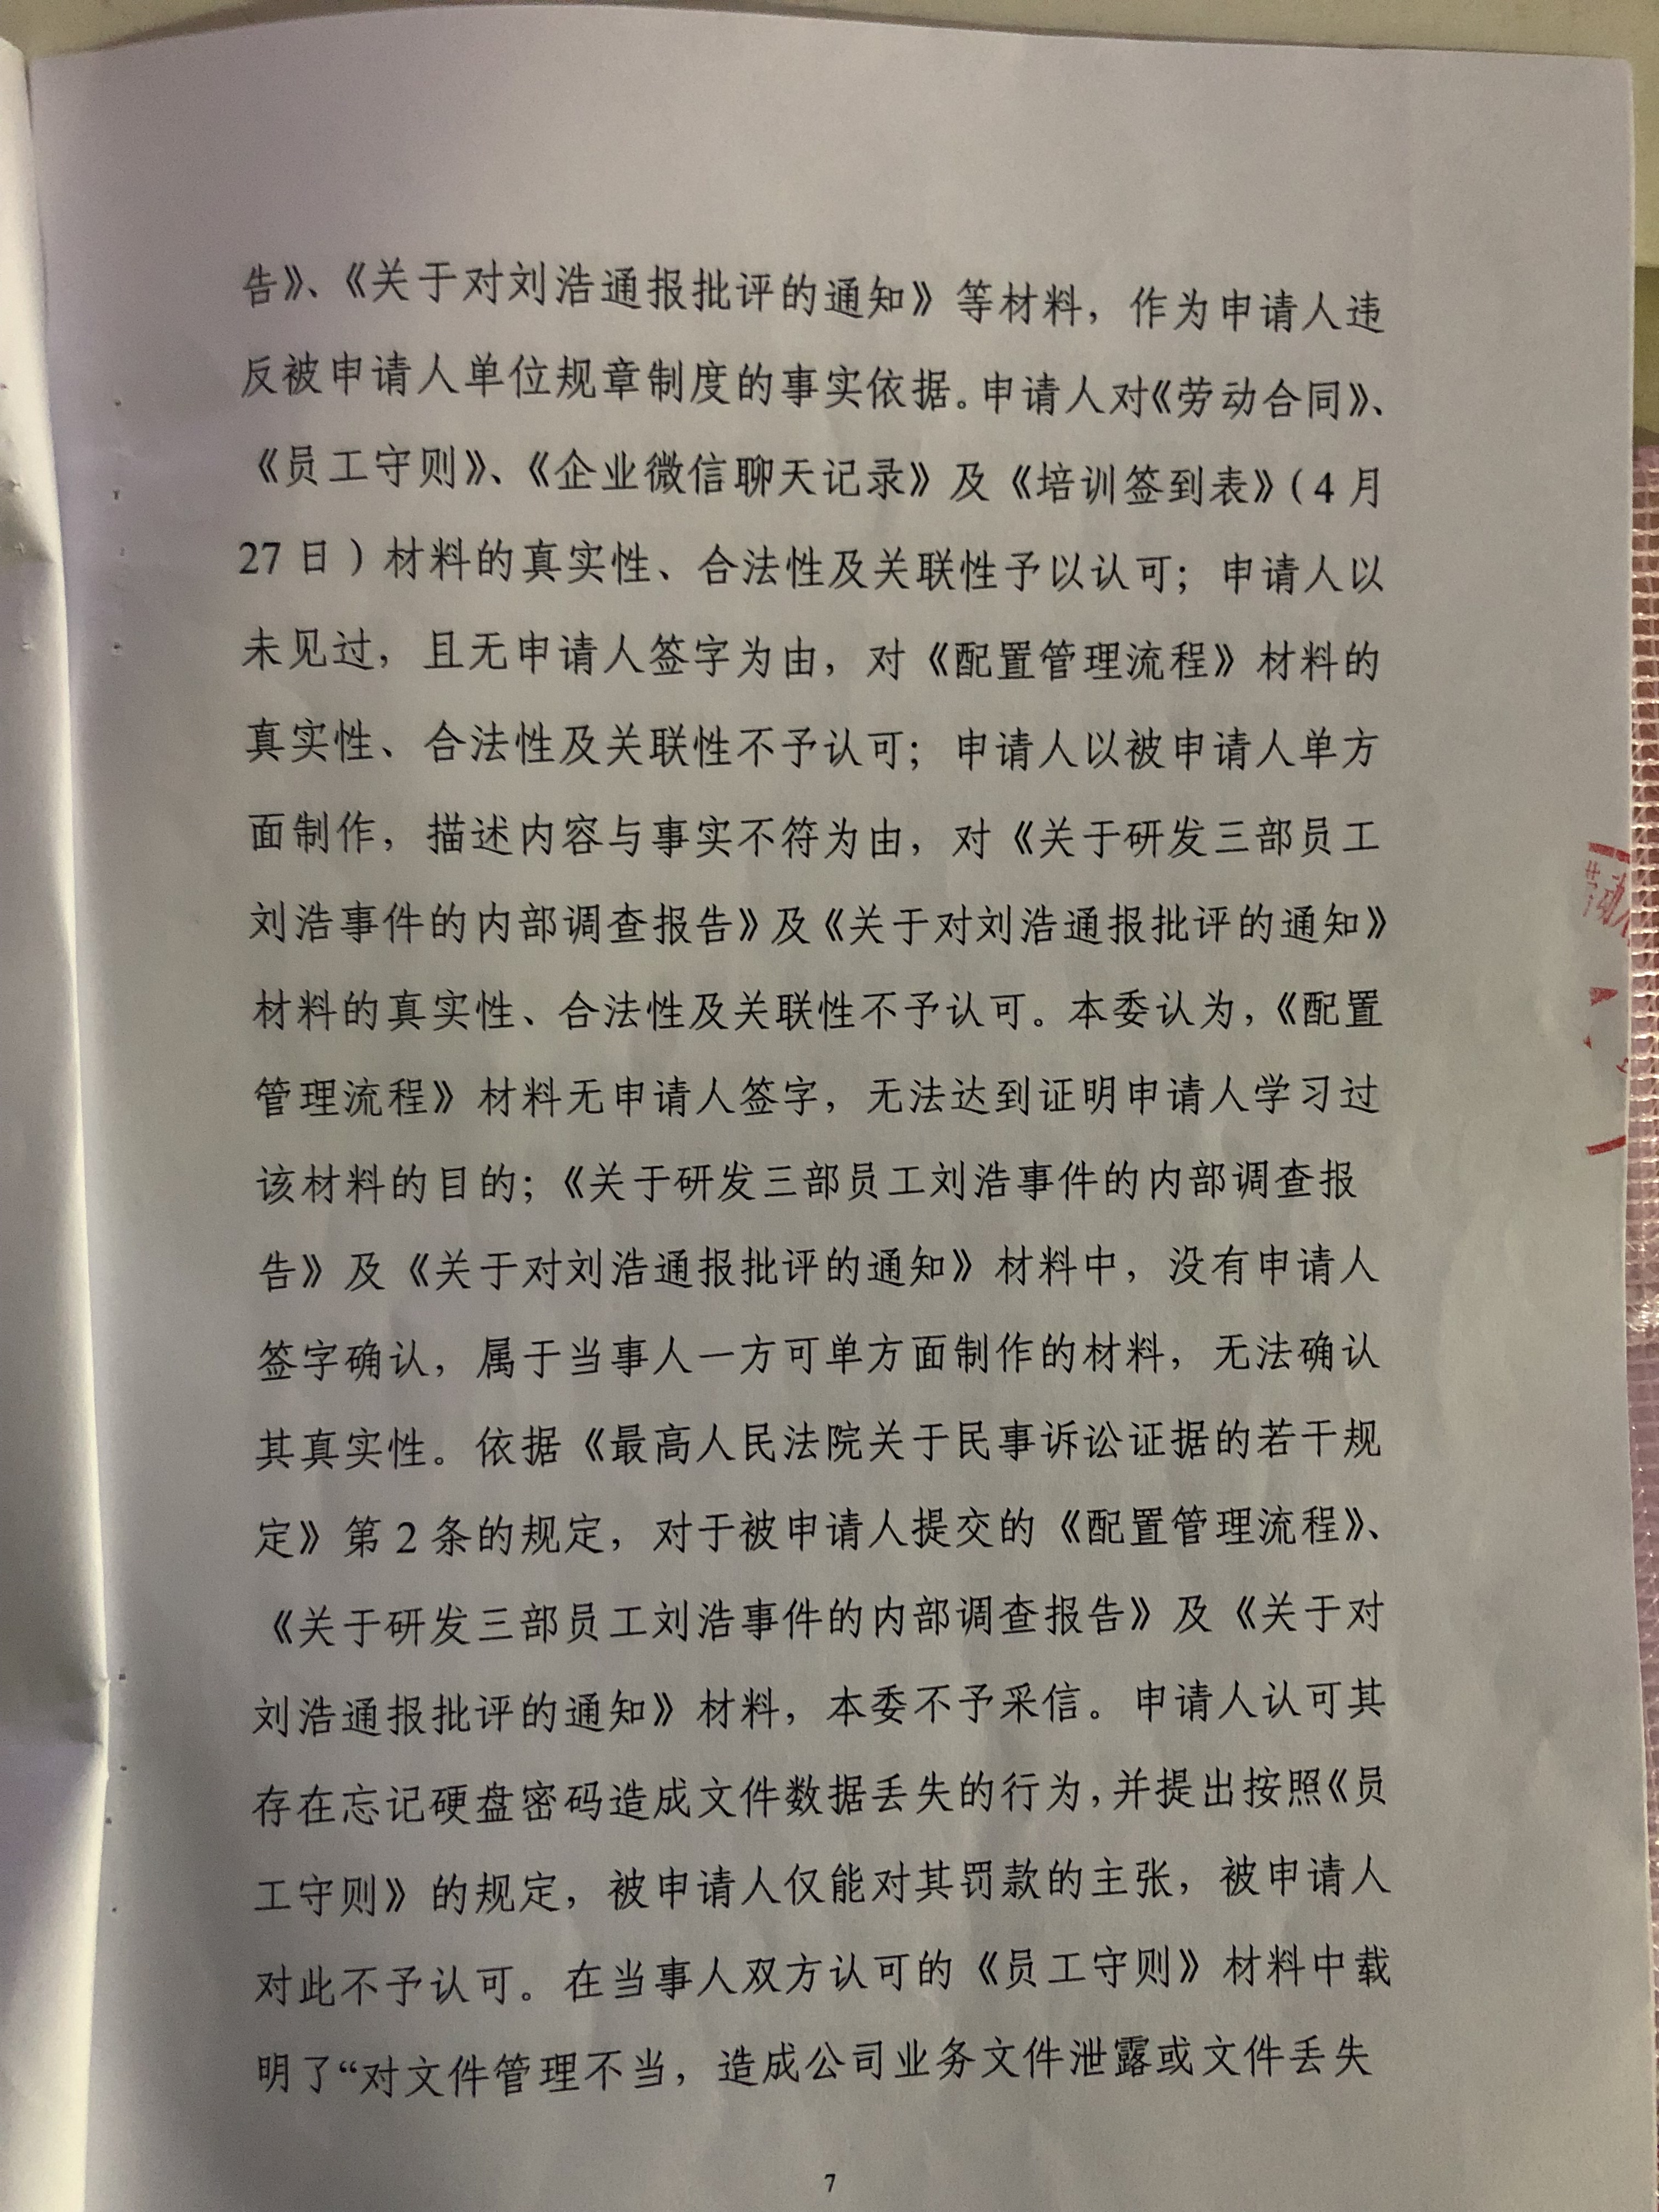 告》、《关于对刘浩通报批评的通知》等材料，作为申请人违
反被申请人单位规章制度的事实依据。申请人对《劳动合同》、
《员工守则》、《企业微信聊天记录》及《培训签到表》（4 月
27 日）材料的真实性、合法性及关联性予以认可；申请人以
未见过，且无申请人签字为由，对《配置管理流程》材料的
真实性、合法性及关联性不予认可；申请人以被申请人单方
面制作，描述内容与事实不符为由，对《关于研发三部员工
刘浩事件的内部调查报告》及《关于对刘浩通报批评的通知》
材料的真实性、合法性及关联性不予认可。本委认为，《配置
管理流程》材料无申请人签字，无法达到证明申请人学习过
该材料的目的；《关于研发三部员工刘浩事件的内部调查报
告》及《关于对刘浩通报批评的通知》材料中，没有申请人
签字确认，属于当事人一方可单方面制作的材料，无法确认
其真实性。依据《最高人民法院关于民事诉讼证据的若干规
定》第 2 条的规定，对于被申请人提交的《配置管理流程》、
《关于研发三部员工刘浩事件的内部调查报告》及《关于对
刘浩通报批评的通知》材料，本委不予采信。申请人认可其
存在忘记硬盘密码造成文件数据丢失的行为，并提出按照《员
工守则》的规定，被申请人仅能对其罚款的主张，被申请人
对此不予认可。在当事人双方认可的《员工守则》材料中载
明了“对文件管理不当，造成公司业务文件泄露或文件丢失
7
劳动